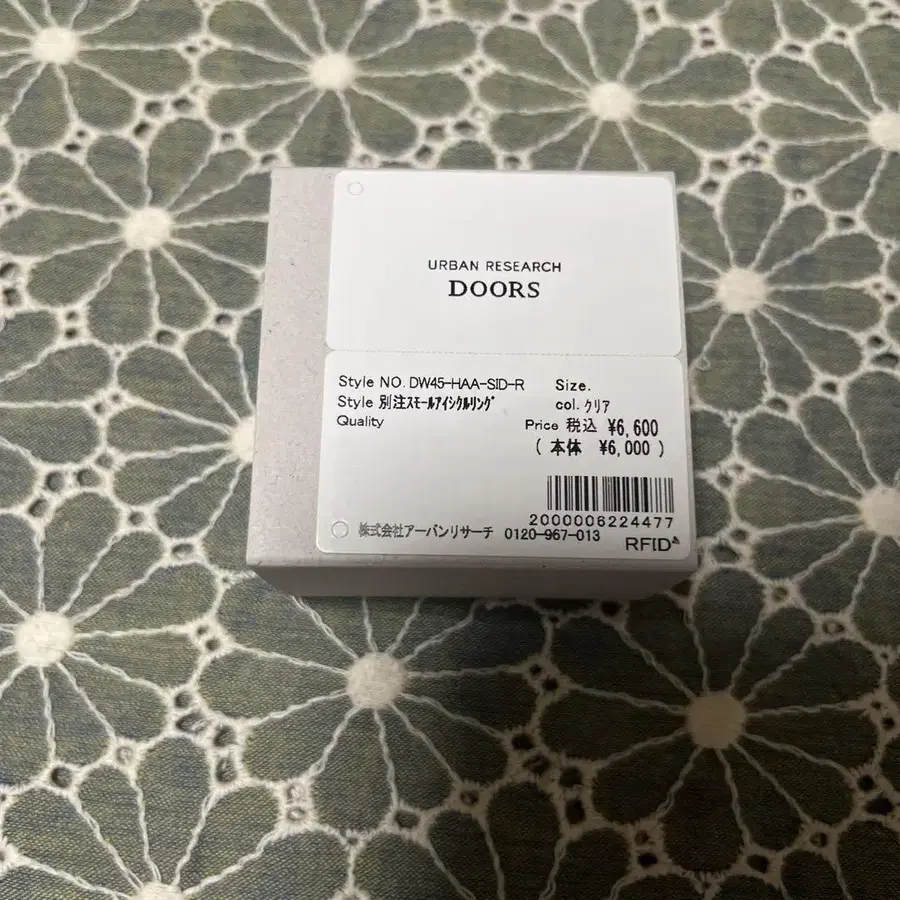 URBAN RESEARCH
DOORS
Style NO. DW45-HAA-SID-R Size.
Style 別注ｽﾓｰﾙｱｲｼｸﾙﾘﾝｸﾞ col. ｸﾘｱ
Quality Price 税込 ¥6,600
( 本体 ¥6,000 )
2000006224477
株式会社アーバンリサーチ 0120-967-013
RFID